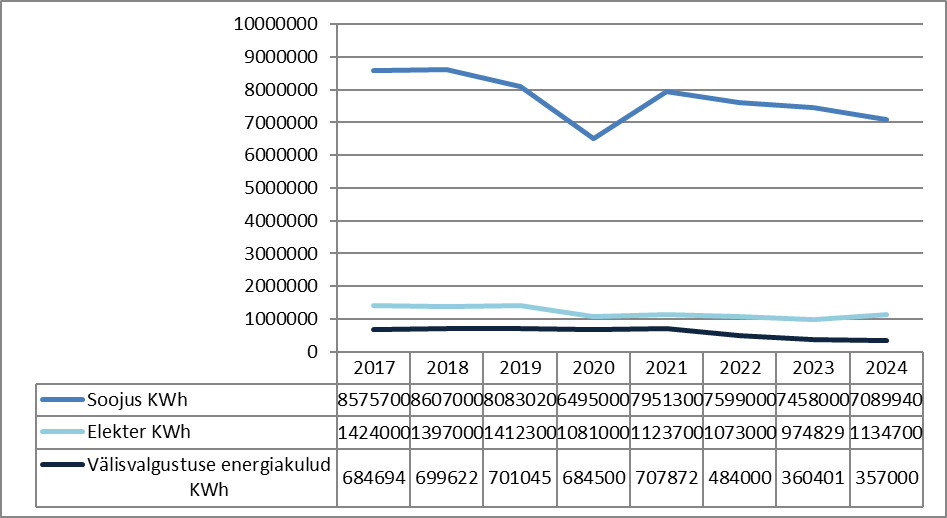 10000000
9000000
8000000
7000000
6000000
5000000
4000000
3000000
2000000
1000000
0
2017 2018 2019 2020 2021 2022 2023 2024
Soojus KWh 8575700 8607000 8083020 6495000 7951300 7599000 7458000 7089940
Elekter KWh 1424000 1397000 1412300 1081000 1123700 1073000 974829 1134700
Välisvalgustuse energiakulud
KWh 684694 699622 701045 684500 707872 484000 360401 357000